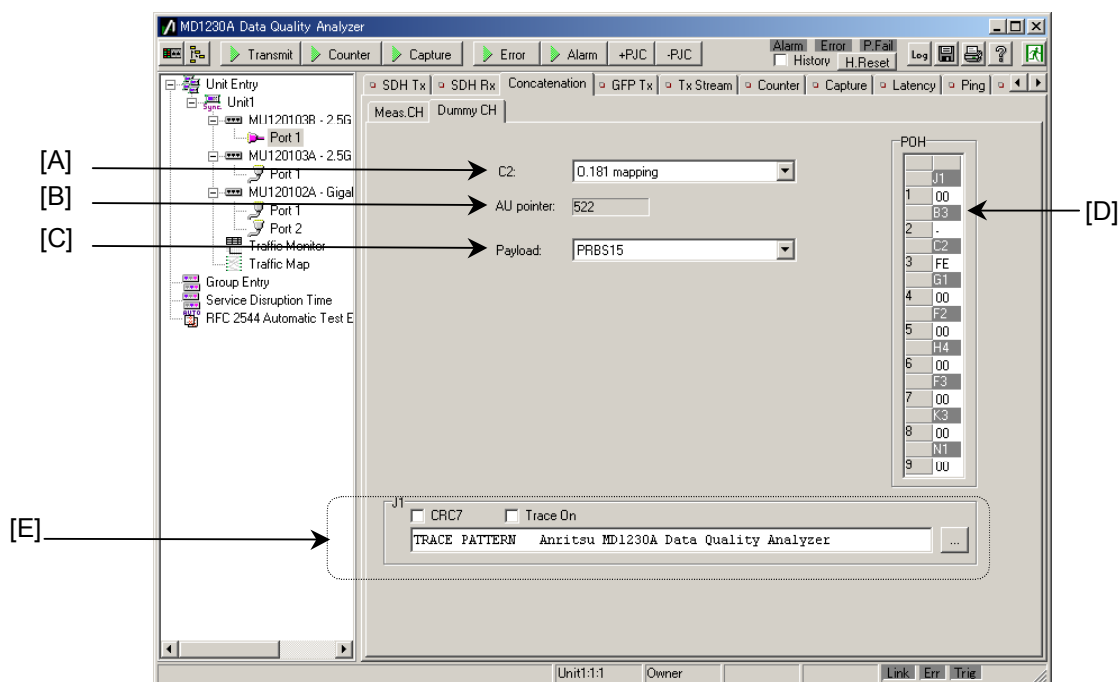 MD1230A Data Quality Analyzer
Transmit Counter Capture Error Alarm +PJC -PJC Alarm Error P.Fail History H.Reset Log
Unit Entry
Unit1
Sync.
MU120103B - 2.5G
Port 1
MU120103A - 2.5G
Port 1
MU120102A - Gigal
Port 1
Port 2
Traffic Monitor
Traffic Map
Group Entry
Service Disruption Time
AUTO
RFC 2544 Automatic Test E
SDH Tx SDH Rx Concatenation GFP Tx Tx Stream Counter Capture Latency Ping
Meas.CH Dummy CH
[A]
C2: O.181 mapping
[B]
AU pointer: 522
[C]
Payload: PRBS15
POH
J1
1 00
B3
2 -
C2
3 FE
G1
4 00
F2
5 00
H4
6 00
F3
7 00
K3
8 00
N1
9 00
[D]
[E]
J1
CRC7 Trace On
TRACE PATTERN Anritsu MD1230A Data Quality Analyzer ...
Unit1:1:1 Owner Link Err Trig